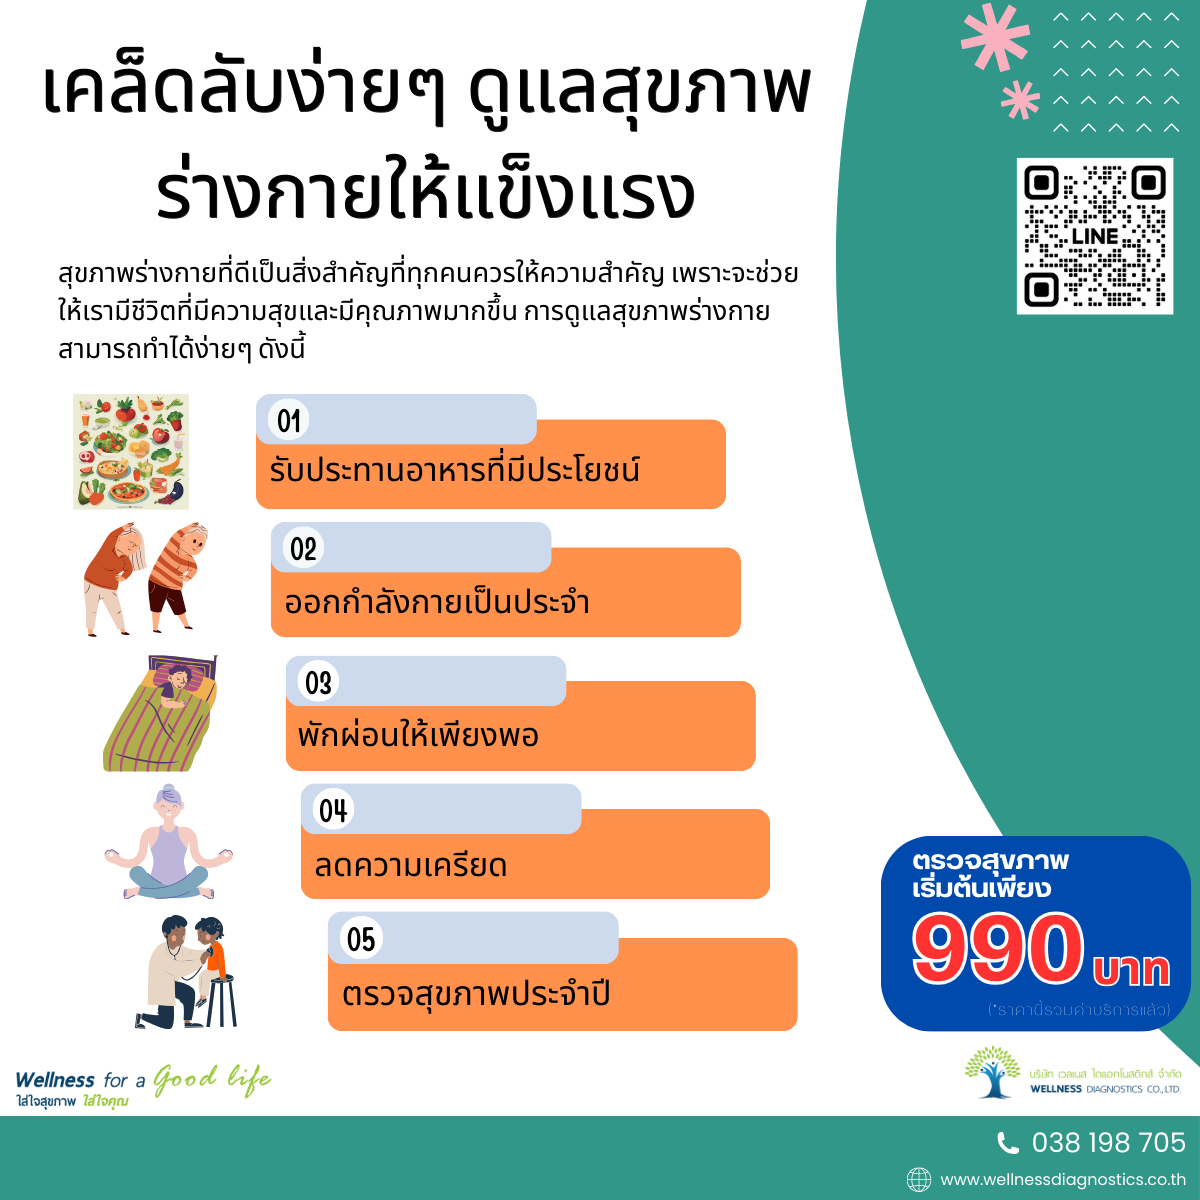 เคล็ดลับง่ายๆ ดูแลสุขภาพ
ร่างกายให้แข็งแรง
สุขภาพร่างกายที่ดีเป็นสิ่งสำคัญที่ทุกคนควรให้ความสำคัญ เพราะจะช่วย
ให้เรามีชีวิตที่มีความสุขและมีคุณภาพมากขึ้น การดูแลสุขภาพร่างกาย
สามารถทำได้ง่ายๆ ดังนี้
LINE
01
รับประทานอาหารที่มีประโยชน์
02
ออกกำลังกายเป็นประจำ
03
พักผ่อนให้เพียงพอ
04
ลดความเครียด
05
ตรวจสุขภาพประจำปี
ตรวจสุขภาพ
เริ่มต้นเพียง
990 บาท
(*ราคานี้รวมค่าบริการแล้ว)
Wellness for a Good life
ใส่ใจสุขภาพ ใส่ใจคุณ
บริษัท เวลเนส ไดแอกโนสติกส์ จำกัด
WELLNESS DIAGNOSTICS CO.,LTD.
038 198 705
www.wellnessdiagnostics.co.th